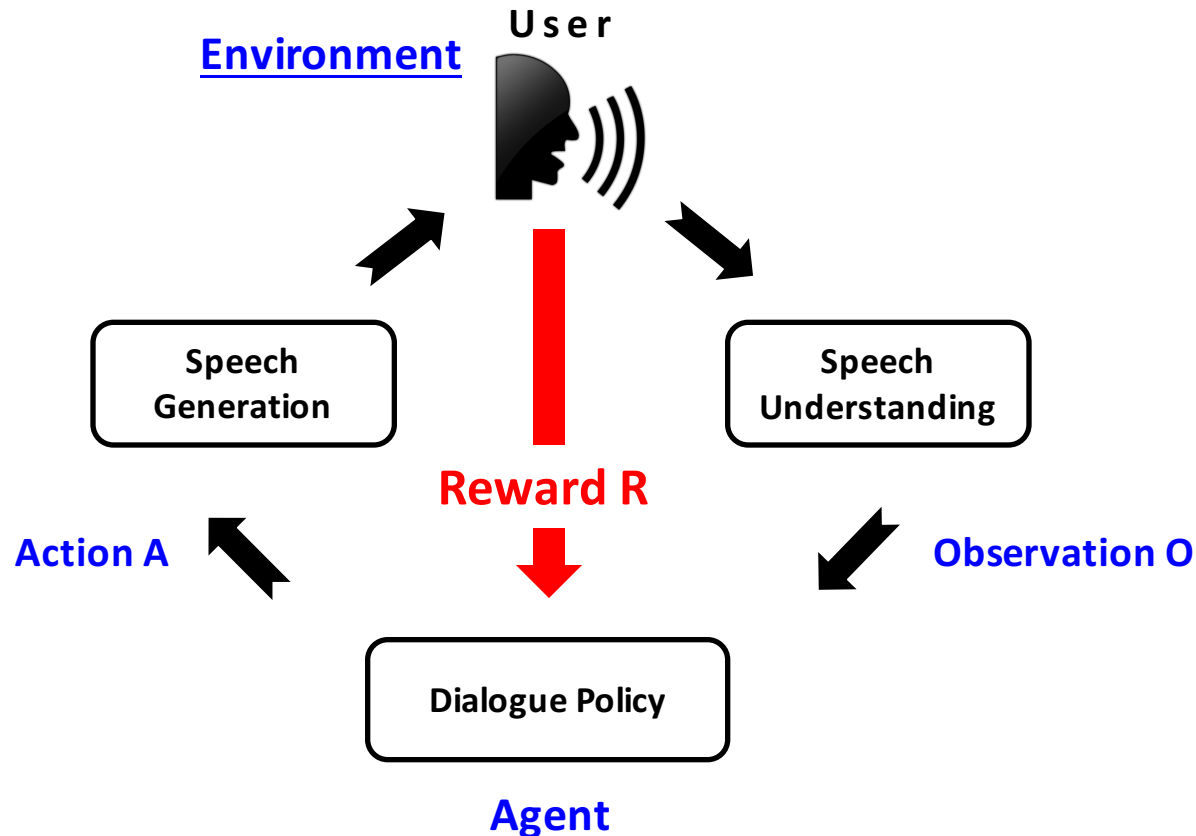 User
Environment
Speech
Generation
Speech
Understanding
Reward R
Action A
Observation O
Dialogue Policy
Agent